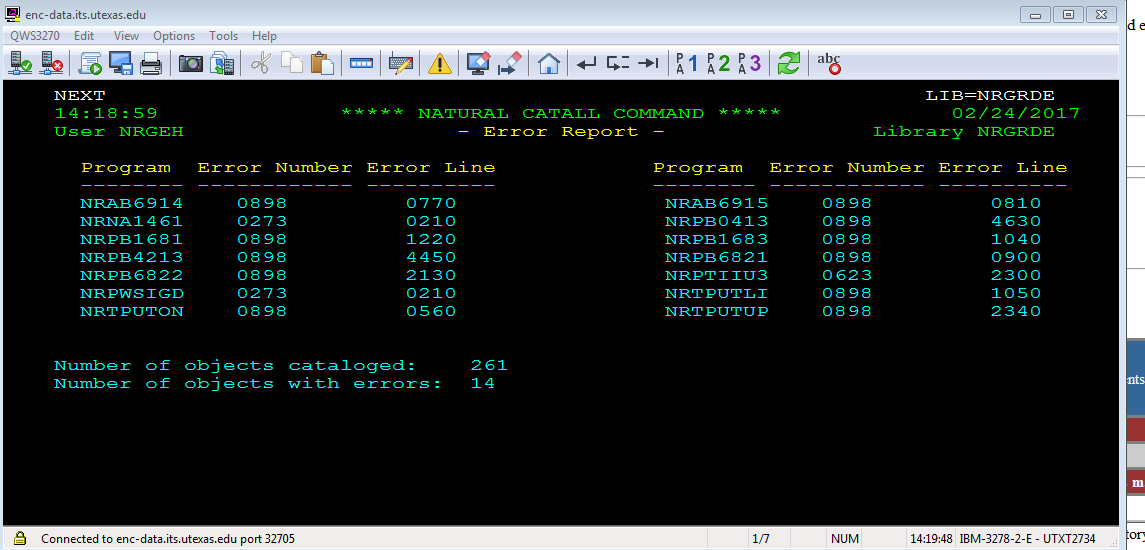 enc-data.its.utexas.edu
QWS3270 Edit View Options Tools Help
PA1 PA2 PA3 abc
NEXT LIB=NRGRDE
14:18:59 ***** NATURAL CATALL COMMAND ***** 02/24/2017
User NRGEH - Error Report - Library NRGRDE
Program Error Number Error Line Program Error Number Error Line
-------- ------------ ---------- -------- ------------ ----------
NRAB6914 0898 0770 NRAB6915 0898 0810
NRNA1461 0273 0210 NRPB0413 0898 4630
NRPB1681 0898 1220 NRPB1683 0898 1040
NRPB4213 0898 4450 NRPB6821 0898 0900
NRPB6822 0898 2130 NRPTIIU3 0623 2300
NRPWSIGD 0273 0210 NRTPUTLI 0898 1050
NRTPUTON 0898 0560 NRTPUTUP 0898 2340
Number of objects cataloged: 261
Number of objects with errors: 14
Connected to enc-data.its.utexas.edu port 32705 1/7 NUM 14:19:48 IBM-3278-2-E - UTXT2734